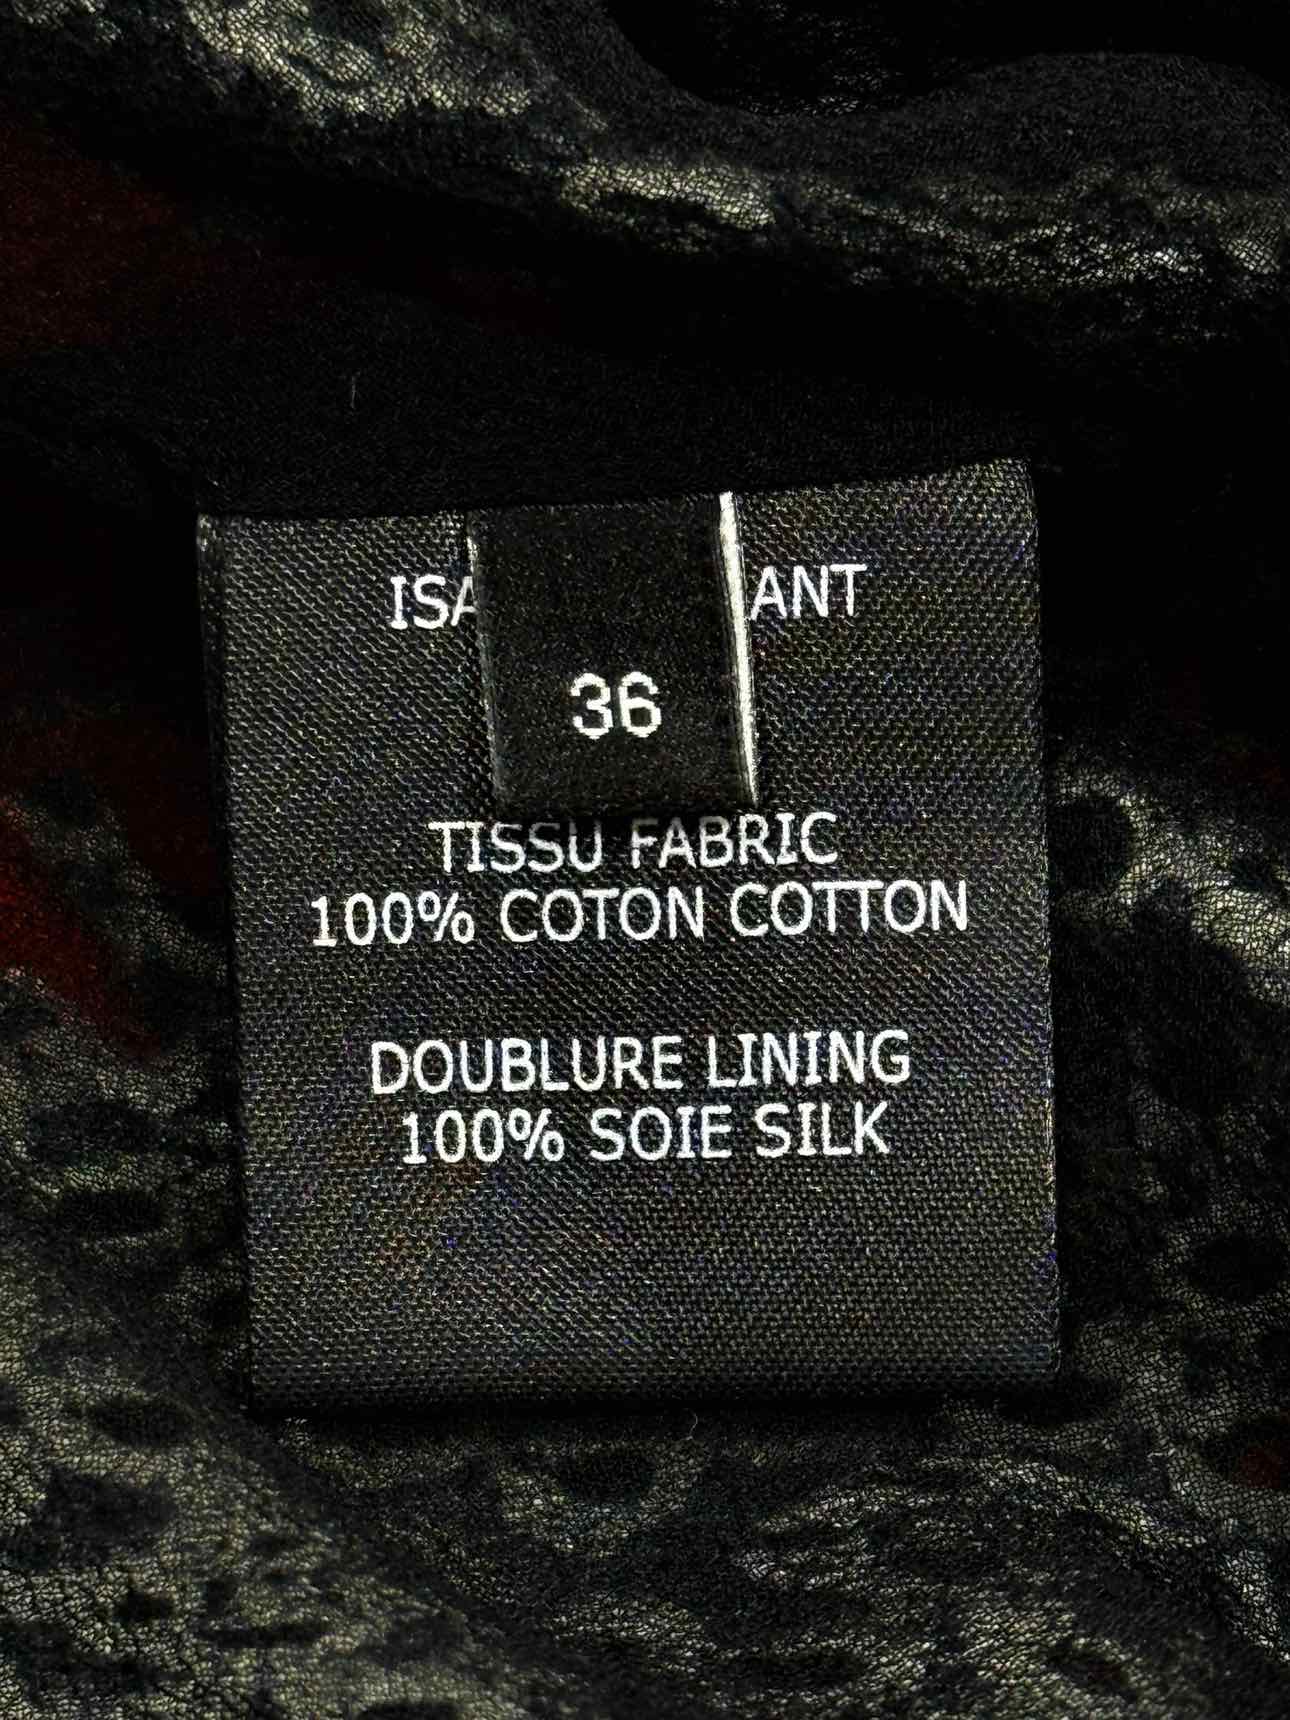 ISA ANT
36
TISSU FABRIC
100% COTON COTTON
DOUBLURE LINING
100% SOIE SILK